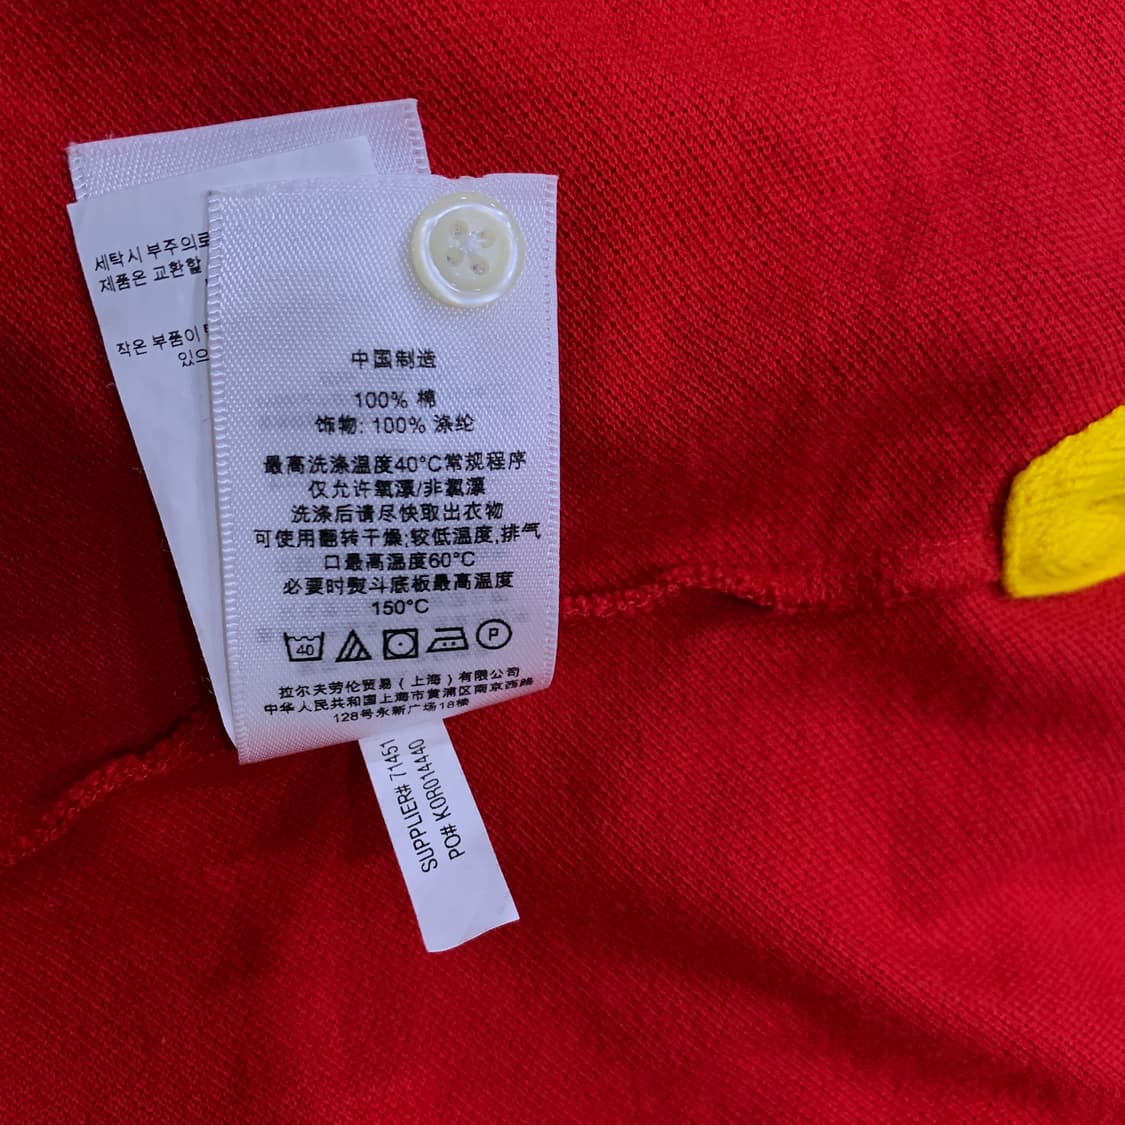 세탁시 부주의로
제품은 교환할
작은 부품이
있으
中国制造
100% 棉
饰物: 100% 涤纶
最高洗涤温度40°C常规程序
仅允许氧漂/非氯漂
洗涤后请尽快取出衣物
可使用翻转干燥;较低温度,排气
口最高温度60°C
必要时熨斗底板最高温度
150°C
40
P
拉尔夫劳伦贸易(上海)有限公司
中华人民共和国上海市黄浦区南京西路
128号永新广场18楼
SUPPLIER# 71451
PO# KOR014440